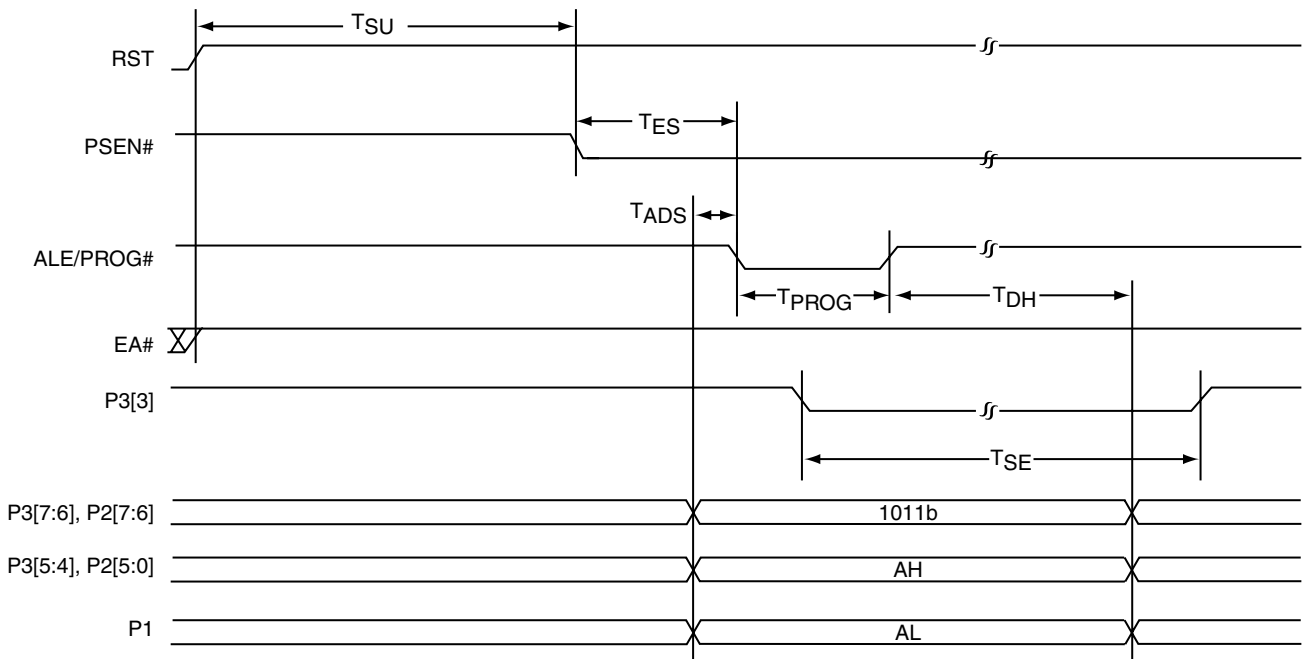 TSU
RST
TES
PSEN#
TADS
ALE/PROG#
TPROG
TDH
EA#
P3[3]
TSE
P3[7:6], P2[7:6]
1011b
P3[5:4], P2[5:0]
AH
P1
AL